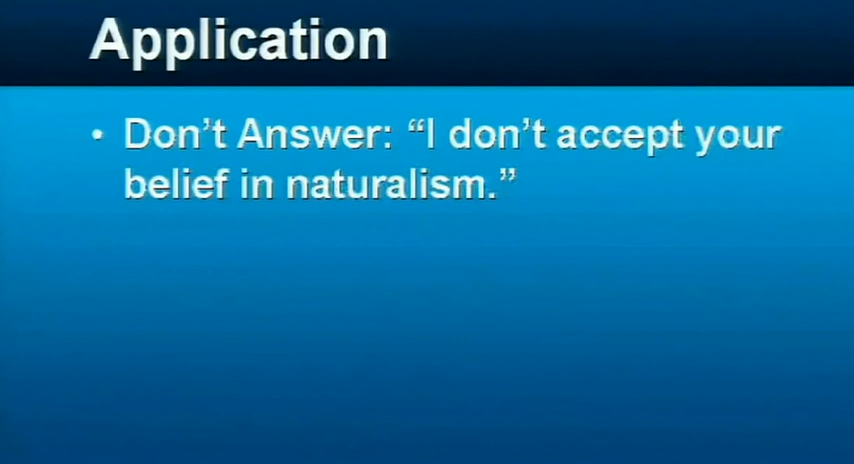 Application
• Don’t Answer: “I don’t accept your
belief in naturalism.”